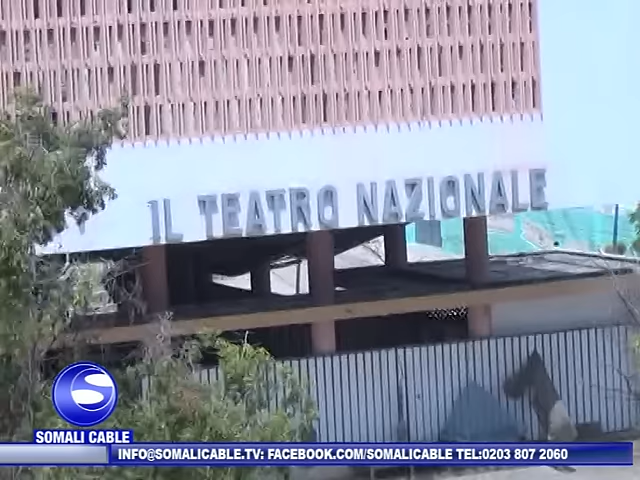 IL TEATRO NAZIONALE
S
SOMALI CABLE
INFO@SOMALICABLE.TV: FACEBOOK.COM/SOMALICABLE TEL:0203 807 2060